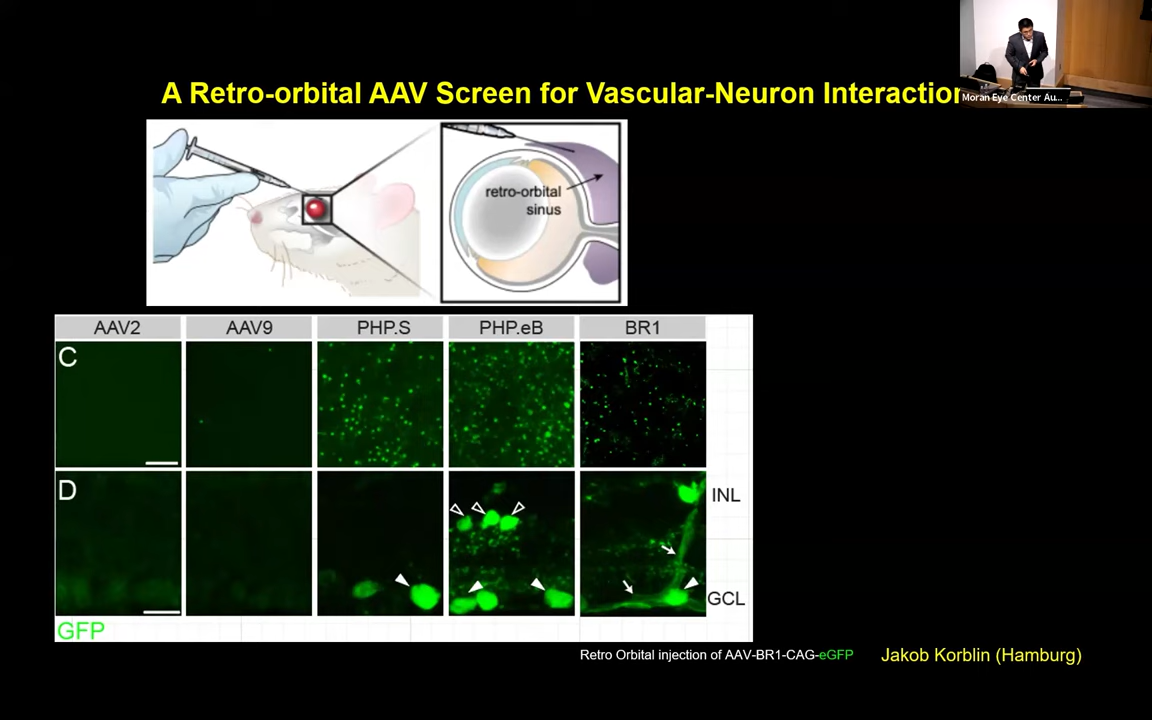 A Retro-orbital AAV Screen for Vascular-Neuron Interaction
Moran Eye Center Au...
retro-orbital
sinus
AAV2 AAV9 PHP.S PHP.eB BR1
C
D
INL
GCL
GFP
Retro Orbital injection of AAV-BR1-CAG-eGFP
Jakob Korblin (Hamburg)